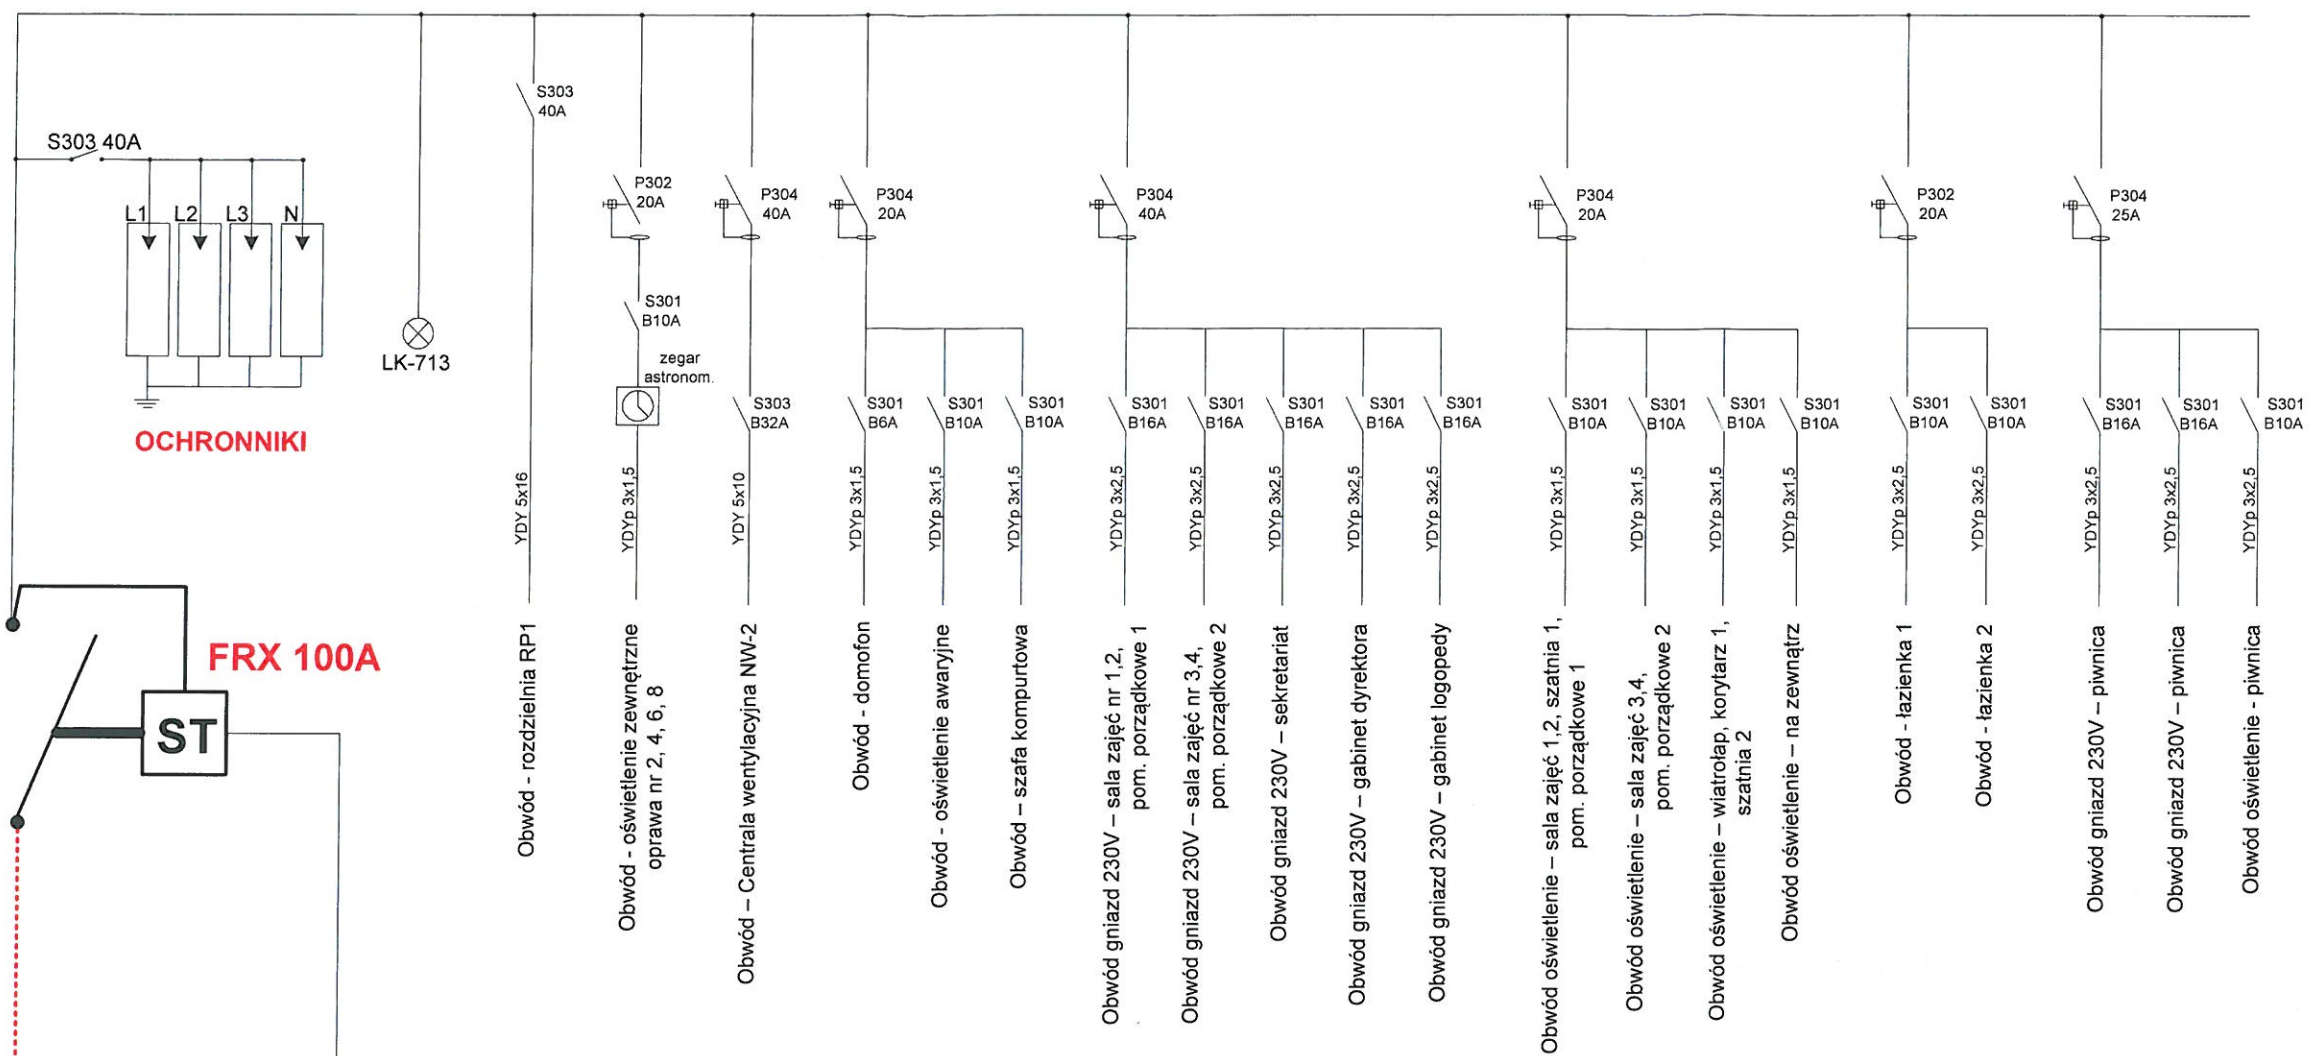 S303
40A
S303 40A
L1
L2
L3
N
OCHRONNIKI
LK-713
FRX 100A
ST
YDY 5x16
Obwód - rozdzielnia RP1
P302
20A
S301
B10A
zegar
astronom.
YDYp 3x1,5
Obwód - oświetlenie zewnętrzne
oprawa nr 2, 4, 6, 8
P304
40A
S303
B32A
YDY 5x10
Obwód – Centrala wentylacyjna NW-2
P304
20A
S301
B6A
YDYp 3x1,5
Obwód - domofon
S301
B10A
YDYp 3x1,5
Obwód - oświetlenie awaryjne
S301
B10A
YDYp 3x1,5
Obwód – szafa kompurtowa
P304
40A
S301
B16A
YDYp 3x2,5
Obwód gniazd 230V – sala zajęć nr 1,2,
pom. porządkowe 1
S301
B16A
YDYp 3x2,5
Obwód gniazd 230V – sala zajęć nr 3,4,
pom. porządkowe 2
S301
B16A
YDYp 3x2,5
Obwód gniazd 230V – sekretariat
S301
B16A
YDYp 3x2,5
Obwód gniazd 230V – gabinet dyrektora
S301
B16A
YDYp 3x2,5
Obwód gniazd 230V – gabinet logopedy
P304
20A
S301
B10A
YDYp 3x1,5
Obwód oświetlenie – sala zajęć 1,2, szatnia 1,
pom. porządkowe 1
S301
B10A
YDYp 3x1,5
Obwód oświetlenie – sala zajęć 3,4,
pom. porządkowe 2
S301
B10A
YDYp 3x1,5
Obwód oświetlenie – wiatrołap, korytarz 1,
szatnia 2
S301
B10A
YDYp 3x1,5
Obwód oświetlenie – na zewnątrz
P302
20A
S301
B10A
YDYp 3x2,5
Obwód - łazienka 1
S301
B10A
YDYp 3x2,5
Obwód - łazienka 2
P304
25A
S301
B16A
YDYp 3x2,5
Obwód gniazd 230V – piwnica
S301
B16A
YDYp 3x2,5
Obwód gniazd 230V – piwnica
S301
B10A
YDYp 3x2,5
Obwód oświetlenie - piwnica